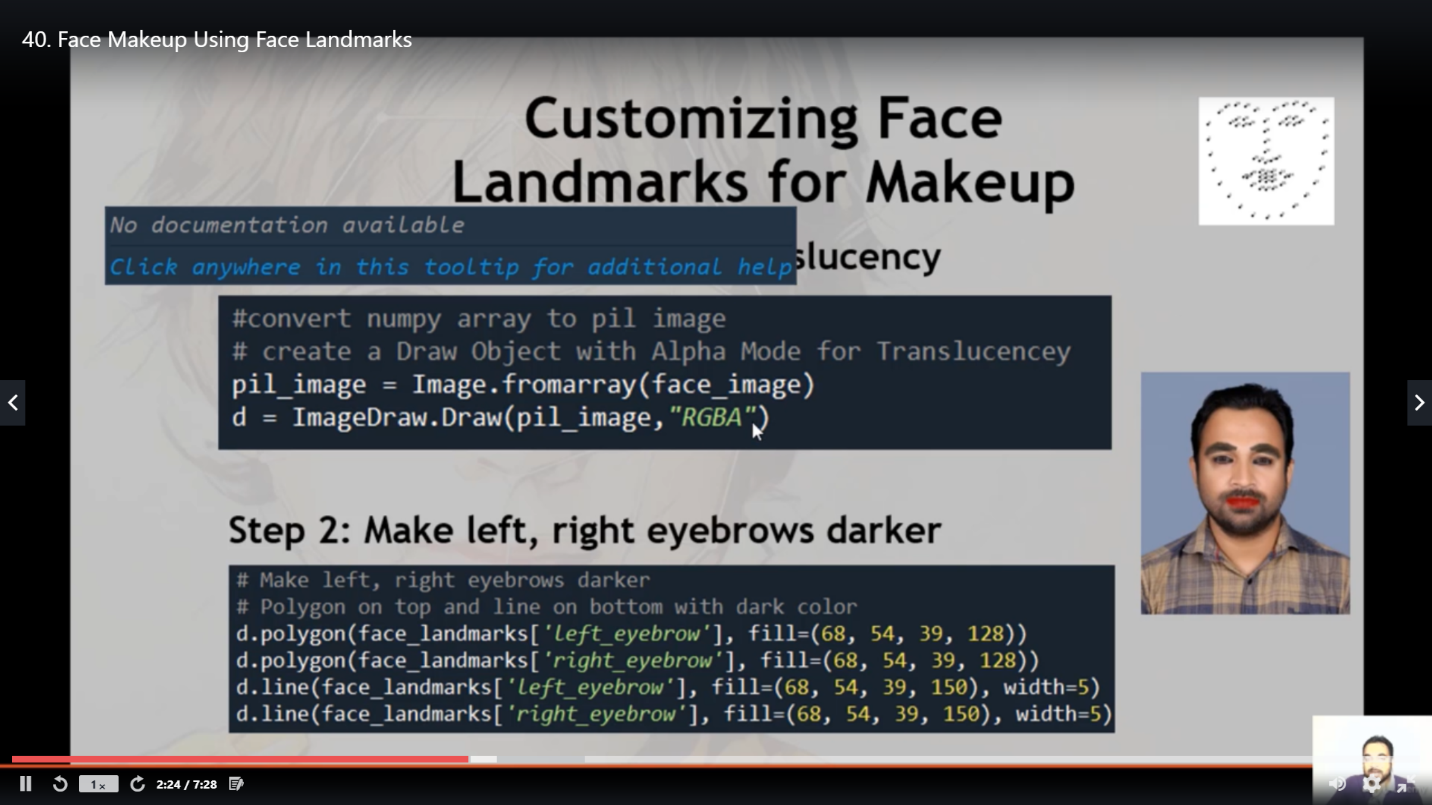 40. Face Makeup Using Face Landmarks
Customizing Face
Landmarks for Makeup
No documentation available
Click anywhere in this tooltip for additional help
slucency
#convert numpy array to pil image
# create a Draw Object with Alpha Mode for Translucencey
pil_image = Image.fromarray(face_image)
d = ImageDraw.Draw(pil_image,"RGBA")
Step 2: Make left, right eyebrows darker
# Make left, right eyebrows darker
# Polygon on top and line on bottom with dark color
d.polygon(face_landmarks['left_eyebrow'], fill=(68, 54, 39, 128))
d.polygon(face_landmarks['right_eyebrow'], fill=(68, 54, 39, 128))
d.line(face_landmarks['left_eyebrow'], fill=(68, 54, 39, 150), width=5)
d.line(face_landmarks['right_eyebrow'], fill=(68, 54, 39, 150), width=5)
1x
2:24 / 7:28